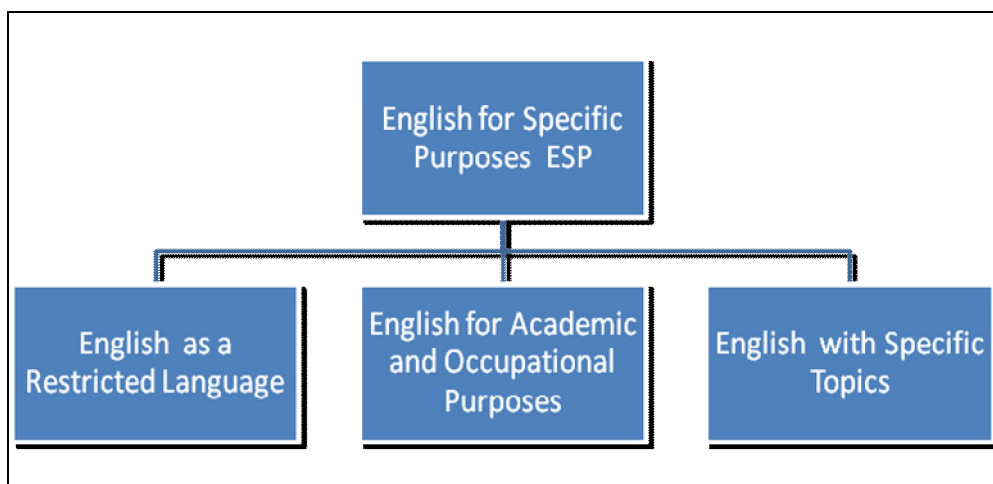 English for Specific
Purposes ESP
English as a
Restricted Language
English for Academic
and Occupational
Purposes
English with Specific
Topics